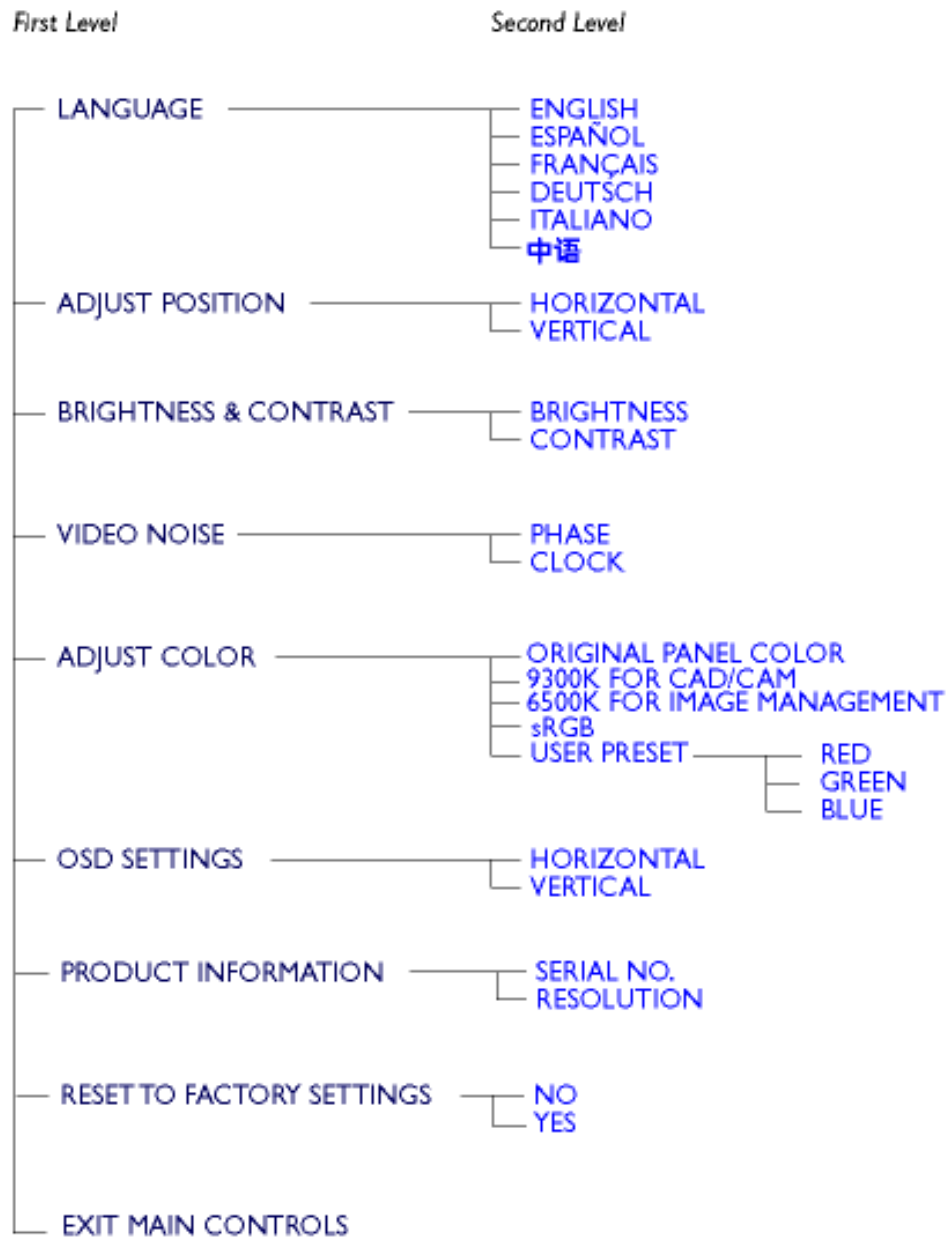 First Level Second Level
LANGUAGE ENGLISH
ESPAÑOL
FRANÇAIS
DEUTSCH
ITALIANO
中语
ADJUST POSITION HORIZONTAL
VERTICAL
BRIGHTNESS & CONTRAST BRIGHTNESS
CONTRAST
VIDEO NOISE PHASE
CLOCK
ADJUST COLOR ORIGINAL PANEL COLOR
9300K FOR CAD/CAM
6500K FOR IMAGE MANAGEMENT
sRGB
USER PRESET RED
GREEN
BLUE
OSD SETTINGS HORIZONTAL
VERTICAL
PRODUCT INFORMATION SERIAL NO.
RESOLUTION
RESET TO FACTORY SETTINGS NO
YES
EXIT MAIN CONTROLS